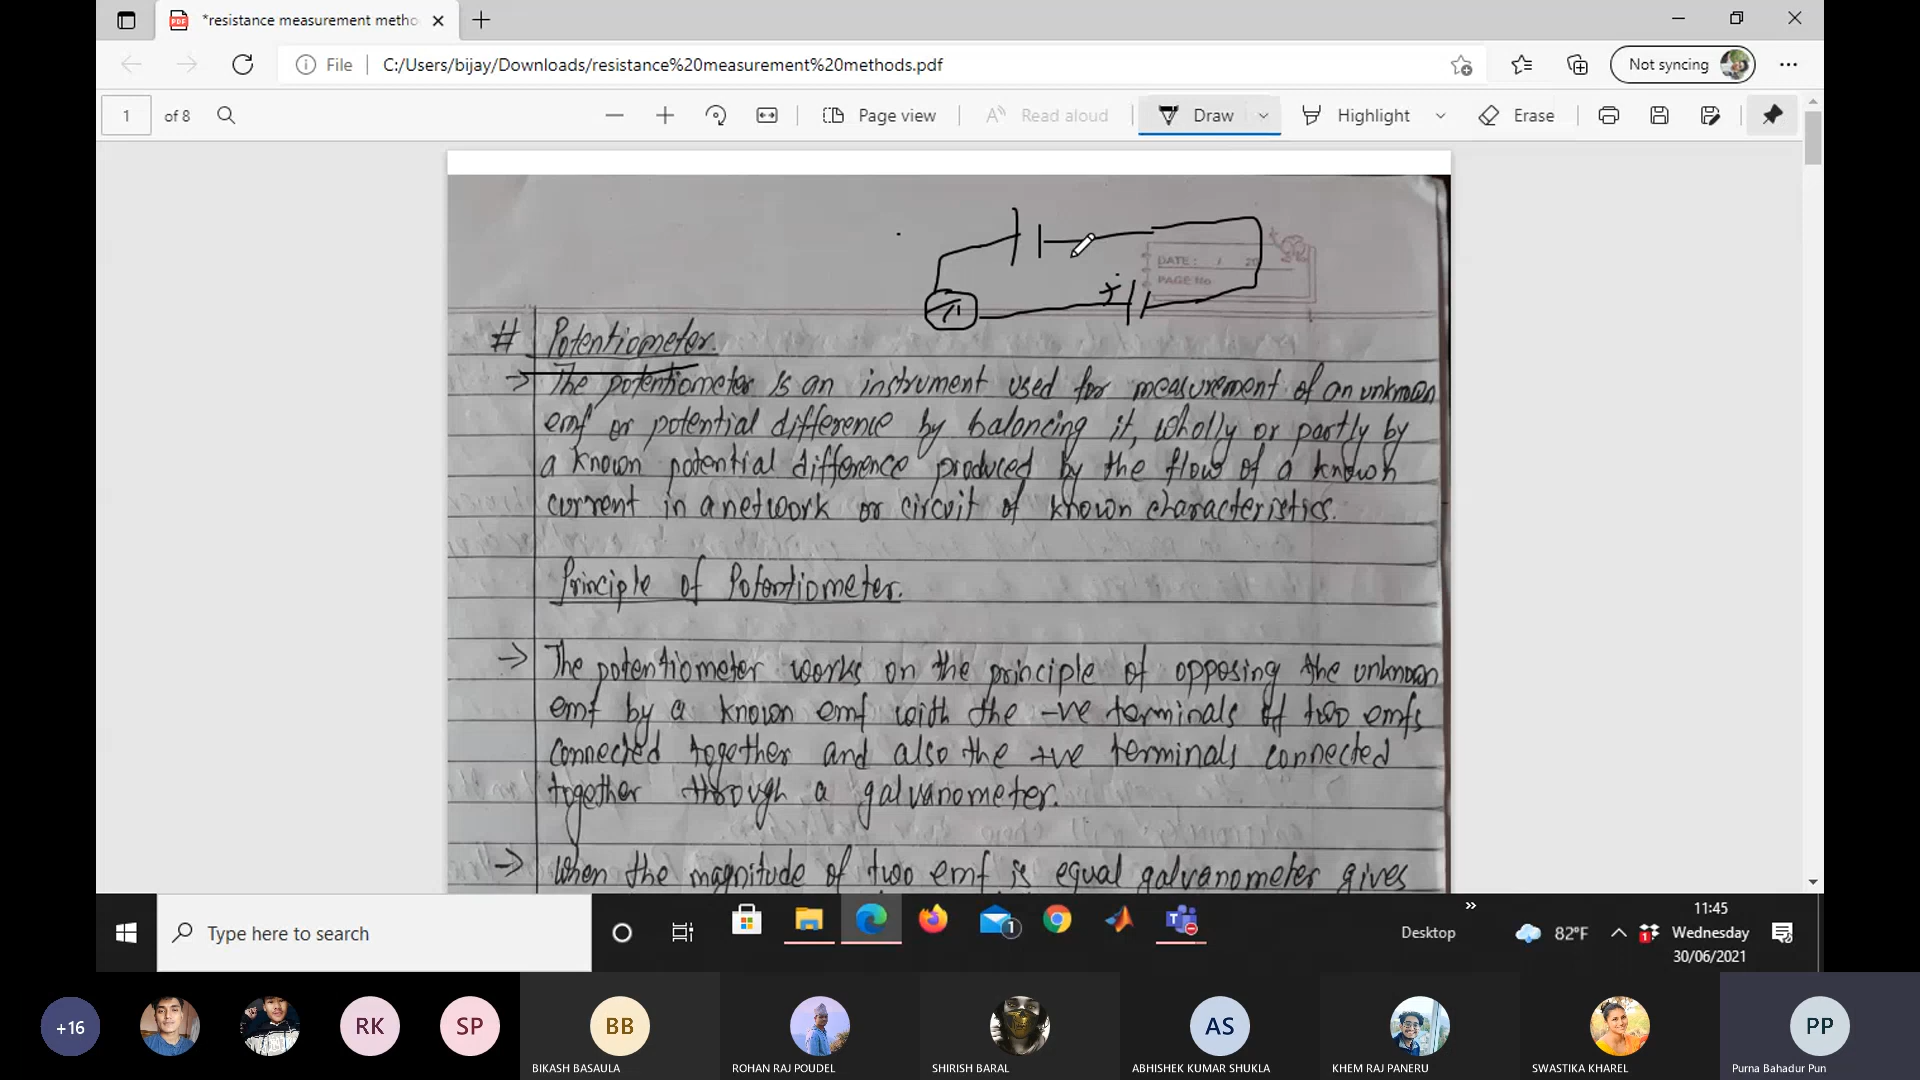 *resistance measurement metho
File
C:/Users/bijay/Downloads/resistance%20measurement%20methods.pdf
Not syncing
1 of 8
Page view
Read aloud
Draw
Highlight
Erase
DATE: / 20
PAGE No
+
# Potentiometer.
→ The potentiometer is an instrument used for measurement of an unknown
emf or potential difference by balancing it, wholly or partly by
a known potential difference produced by the flow of a known
current in a network or circuit of known characteristics.
Principle of Potentiometer.
→ The potentiometer works on the principle of opposing the unknown
emf by a known emf with the -ve terminals of two emfs
connected together and also the +ve terminals connected
together through a galvanometer.
→ When the magnitude of two emf is equal galvanometer gives
Type here to search
1
Desktop
82°F
1
11:45
Wednesday
30/06/2021
+16
RK
SP
BB
BIKASH BASAULA
ROHAN RAJ POUDEL
SHIRISH BARAL
AS
ABHISHEK KUMAR SHUKLA
KHEM RAJ PANERU
SWASTIKA KHAREL
PP
Purna Bahadur Pun